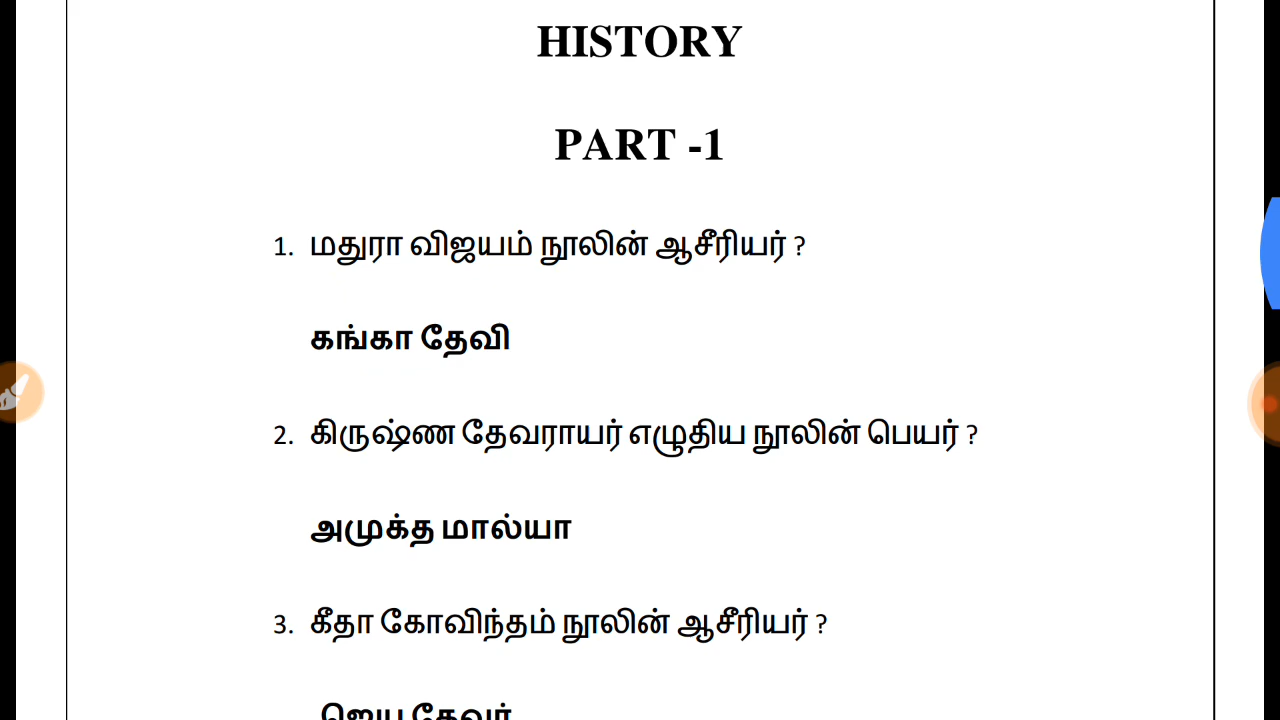 HISTORY
PART -1
1. மதுரா விஜயம் நூலின் ஆசீரியர் ?
கங்கா தேவி
2. கிருஷ்ண தேவராயர் எழுதிய நூலின் பெயர் ?
அமுக்த மால்யா
3. கீதா கோவிந்தம் நூலின் ஆசீரியர் ?
ஜெய தேவர்